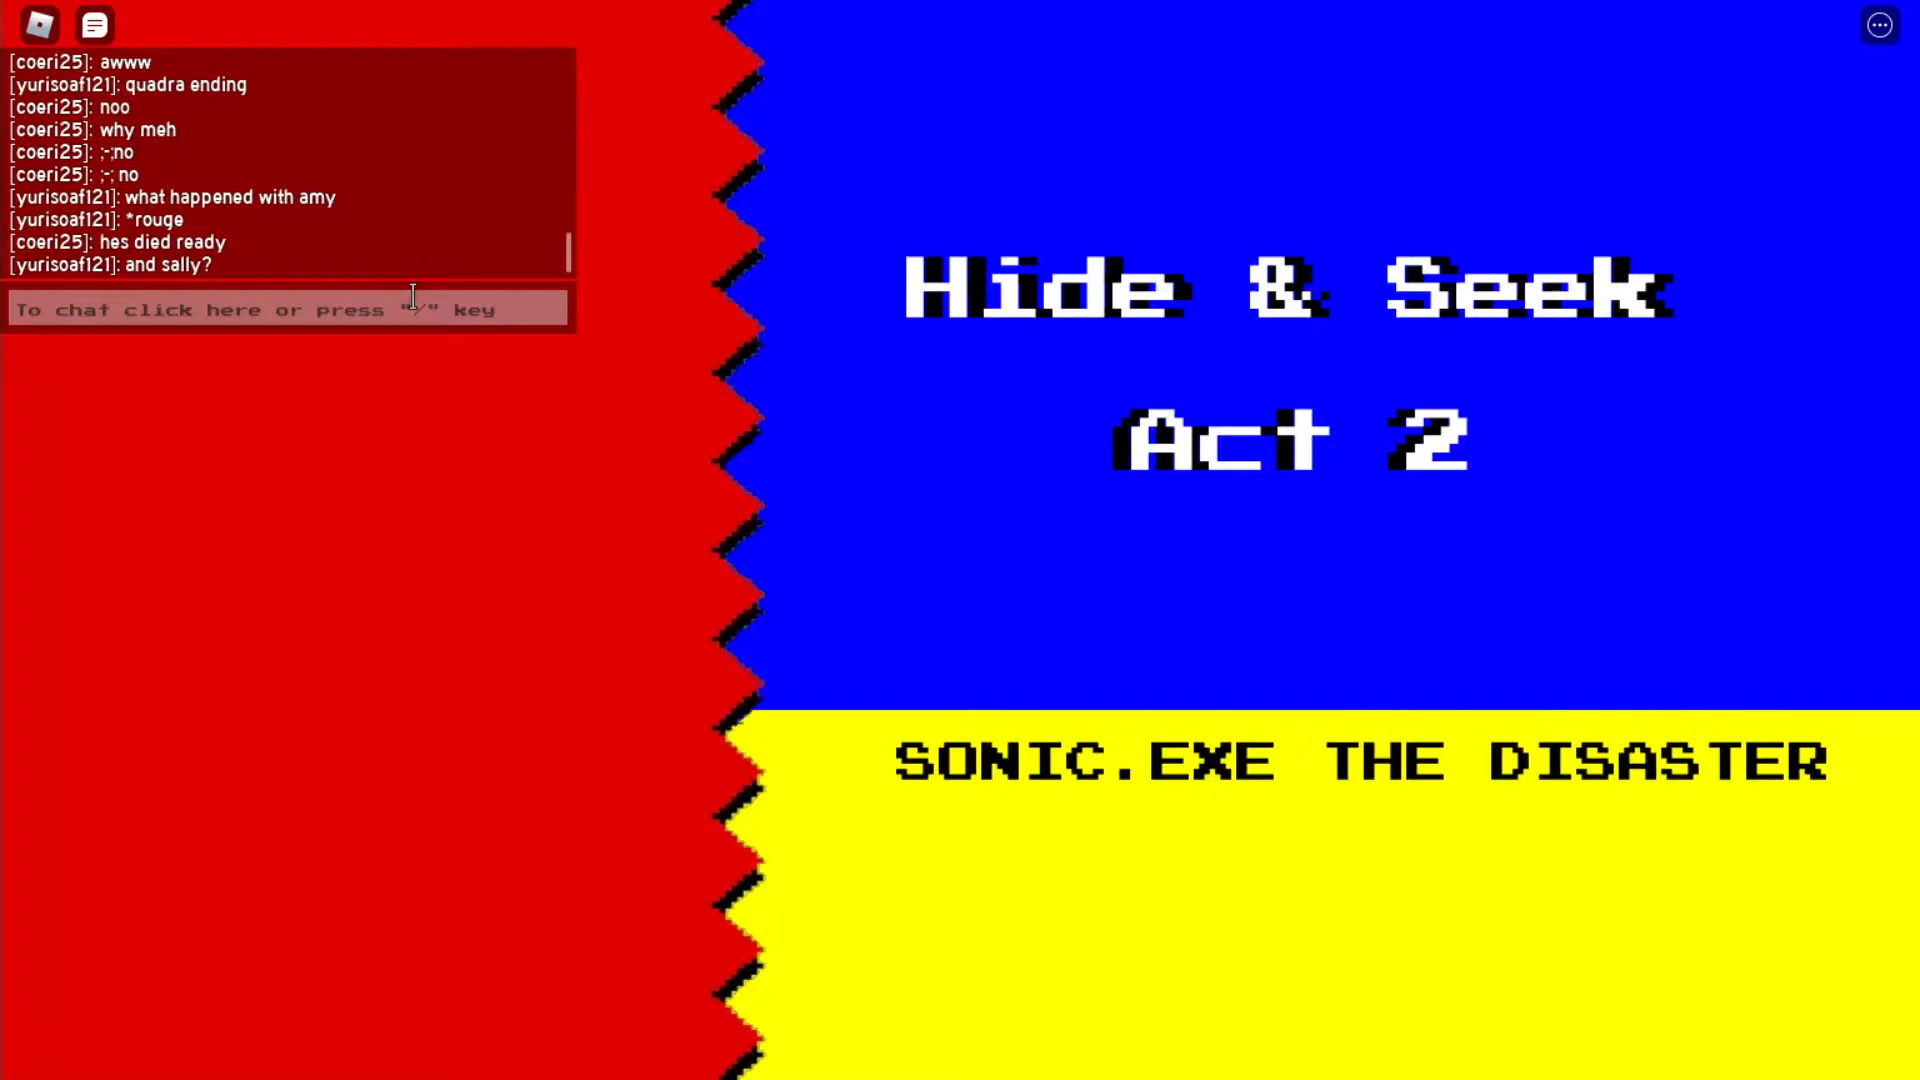 [coeri25]: awww
[yurisoaf121]: quadra ending
[coeri25]: noo
[coeri25]: why meh
[coeri25]: ;-;no
[coeri25]: ;-; no
[yurisoaf121]: what happened with amy
[yurisoaf121]: *rouge
[coeri25]: hes died ready
[yurisoaf121]: and sally?
To chat click here or press "/" key
Hide & Seek
Act 2
SONIC.EXE THE DISASTER